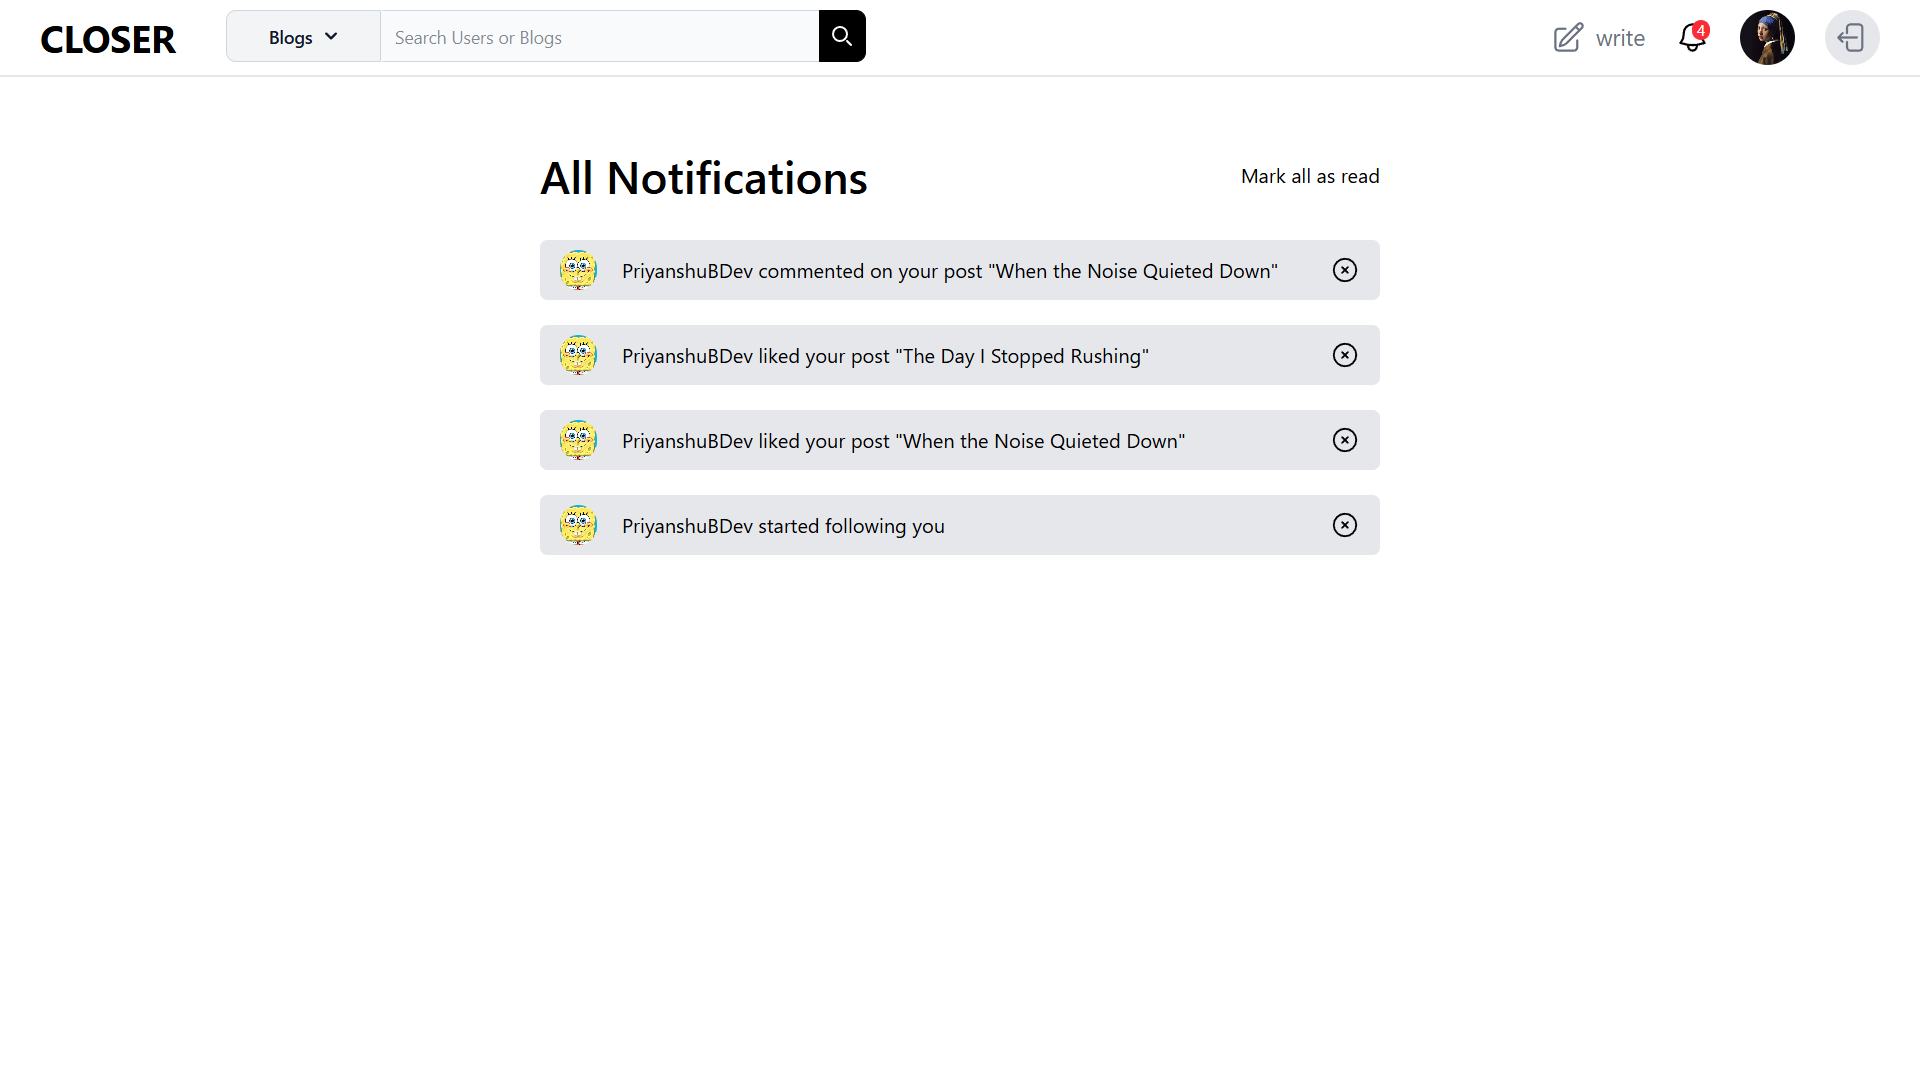 CLOSER
Blogs
Search Users or Blogs
write
4
All Notifications
Mark all as read
PriyanshuBDev commented on your post "When the Noise Quieted Down"
PriyanshuBDev liked your post "The Day I Stopped Rushing"
PriyanshuBDev liked your post "When the Noise Quieted Down"
PriyanshuBDev started following you